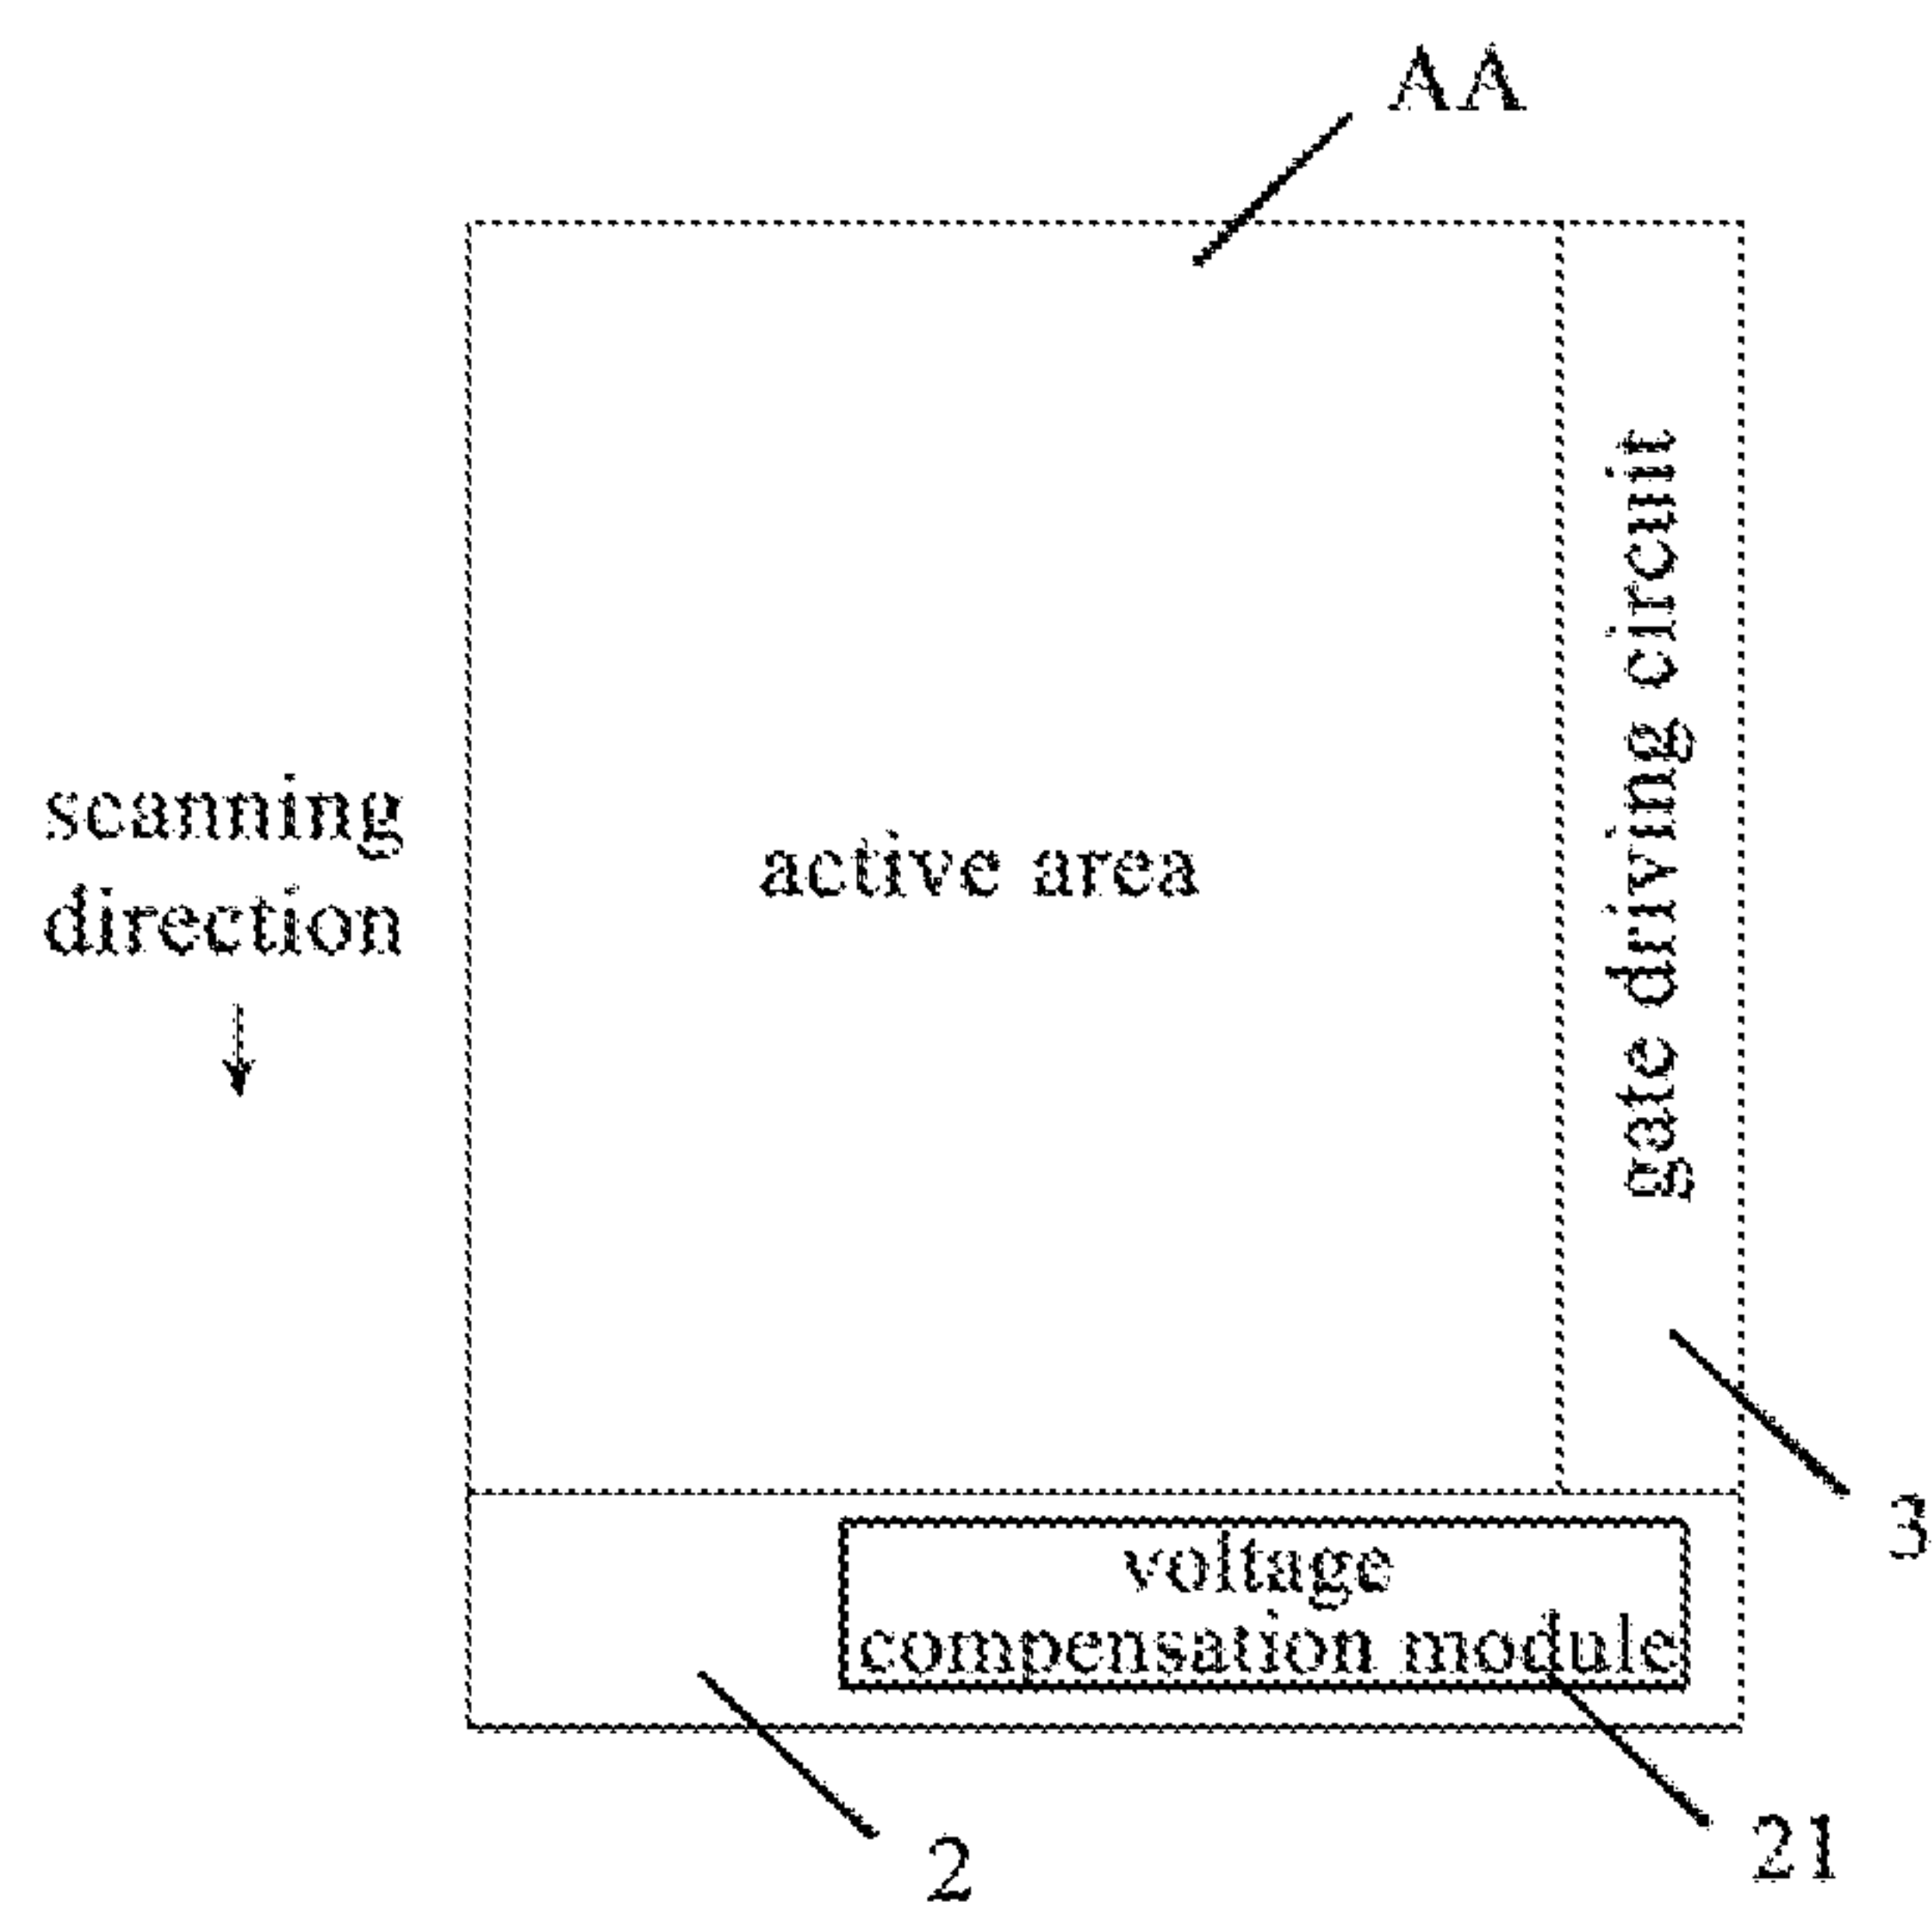 AA
gate driving circuit
scanning
direction
active area
3
voltage
compensation module
2
21